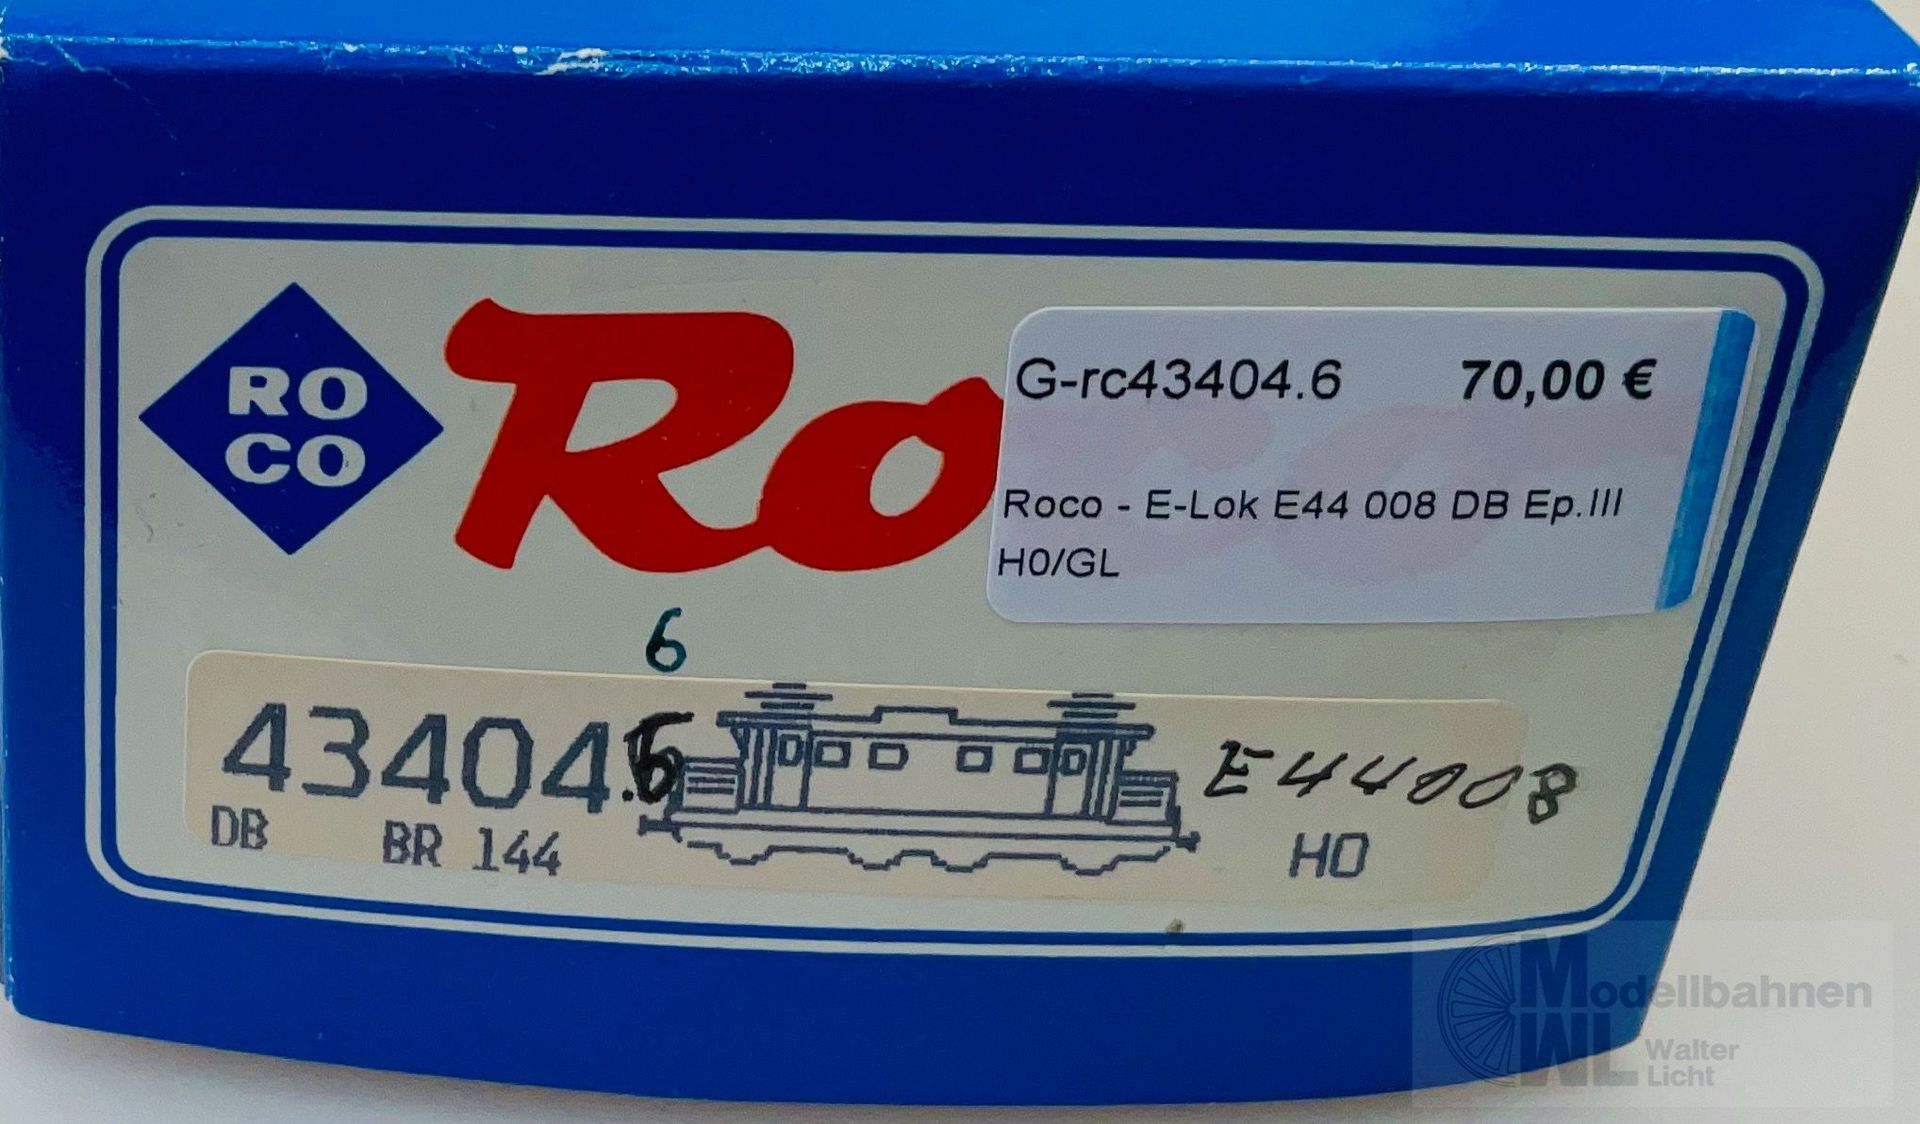 RO
CO
Ro
G-rc43404.6 70,00 €
Roco - E-Lok E44 008 DB Ep.III
H0/GL
6
43404.6 E44008
DB BR 144 HO
Modellbahnen
WL Walter
Licht